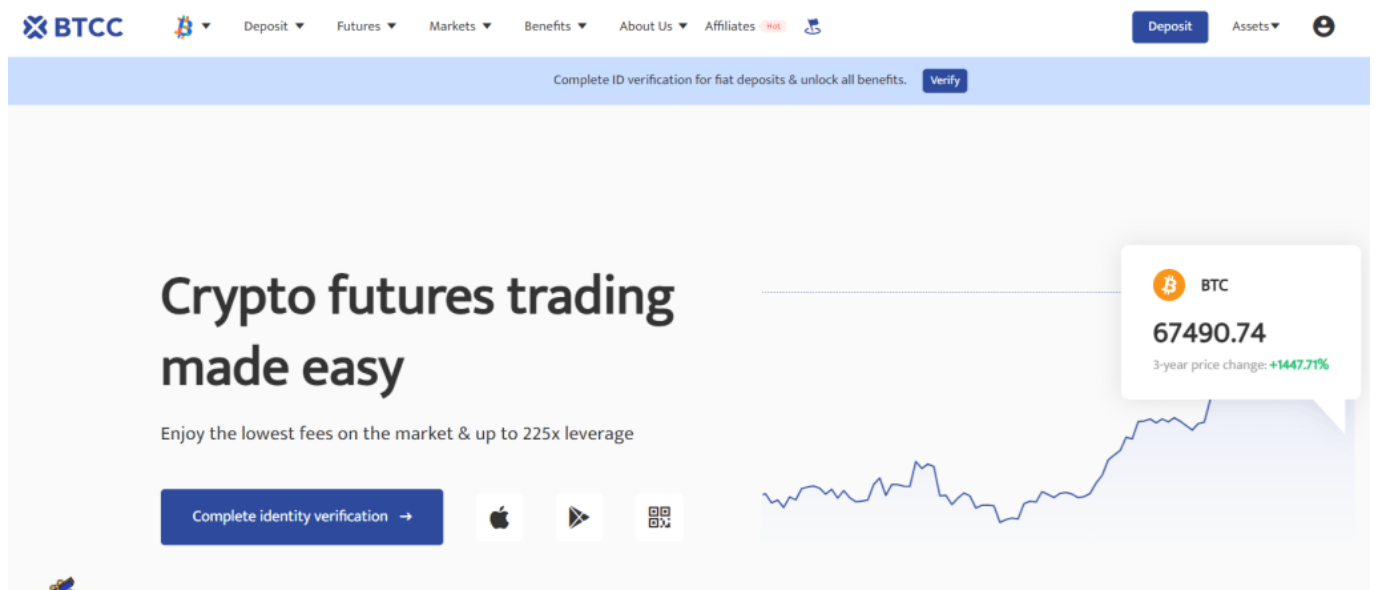 BTCC
Deposit Futures Markets Benefits About Us Affiliates Hot Deposit Assets
Complete ID verification for fiat deposits & unlock all benefits. Verify
Crypto futures trading
made easy
Enjoy the lowest fees on the market & up to 225x leverage
Complete identity verification →
BTC
67490.74
3-year price change: +1447.71%